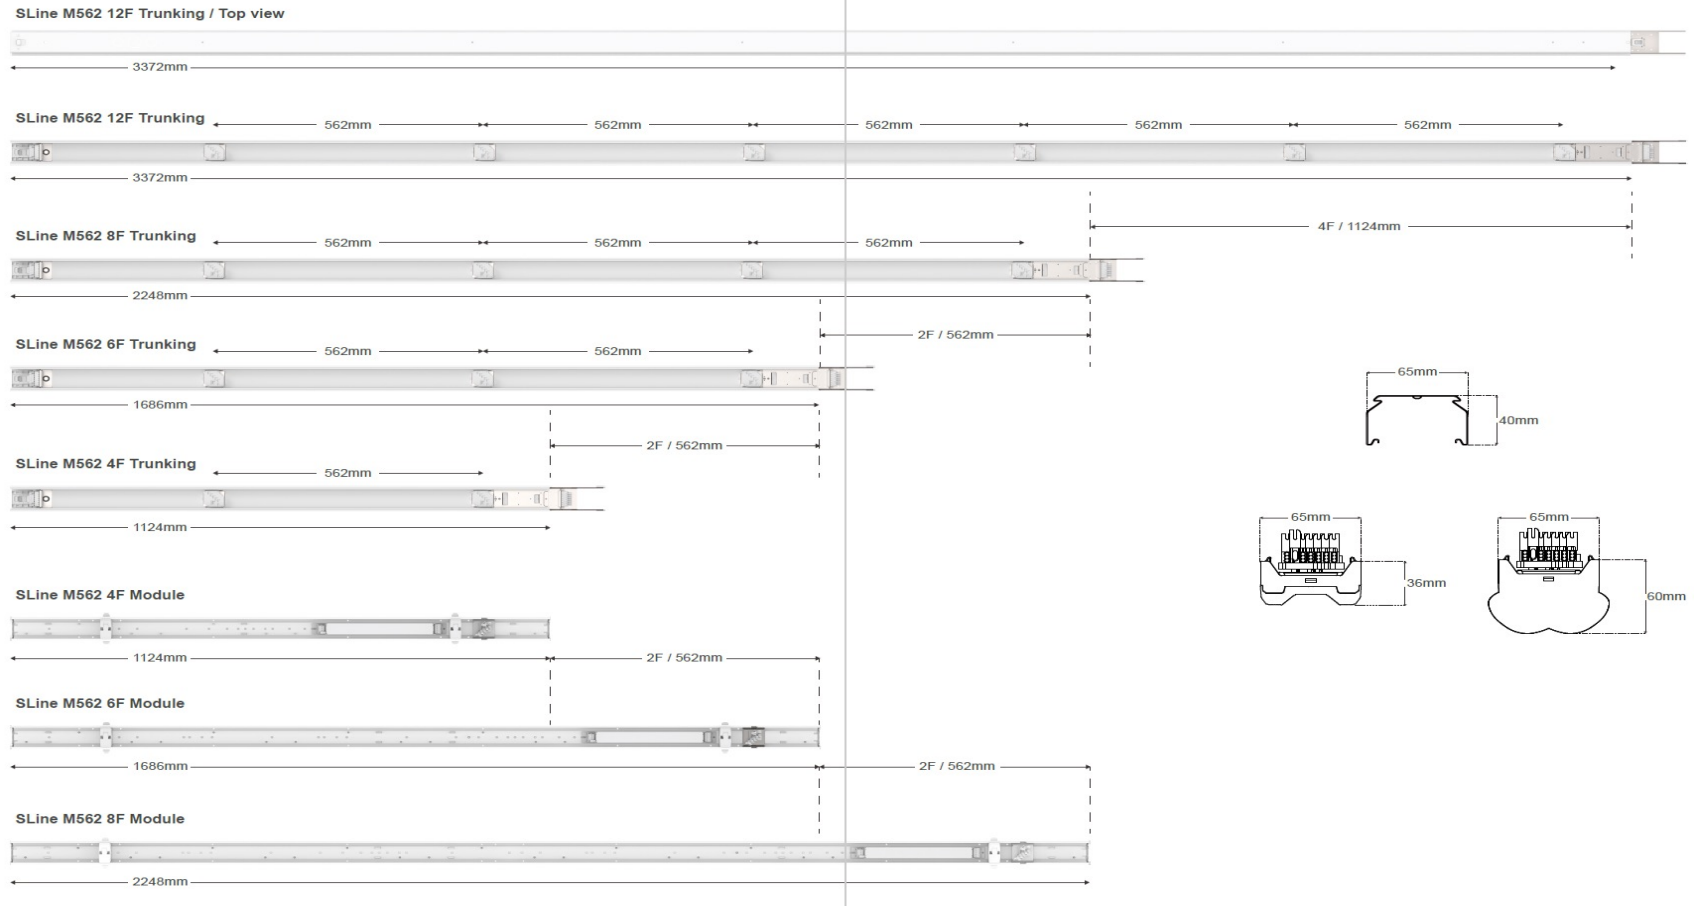 SLine M562 12F Trunking / Top view
3372mm
SLine M562 12F Trunking
562mm 562mm 562mm 562mm 562mm
3372mm
4F / 1124mm
SLine M562 8F Trunking
562mm 562mm 562mm
2248mm
2F / 562mm
SLine M562 6F Trunking
562mm 562mm
1686mm
65mm
40mm
2F / 562mm
SLine M562 4F Trunking
562mm
1124mm
65mm 65mm
36mm
60mm
SLine M562 4F Module
1124mm 2F / 562mm
SLine M562 6F Module
1686mm 2F / 562mm
SLine M562 8F Module
2248mm